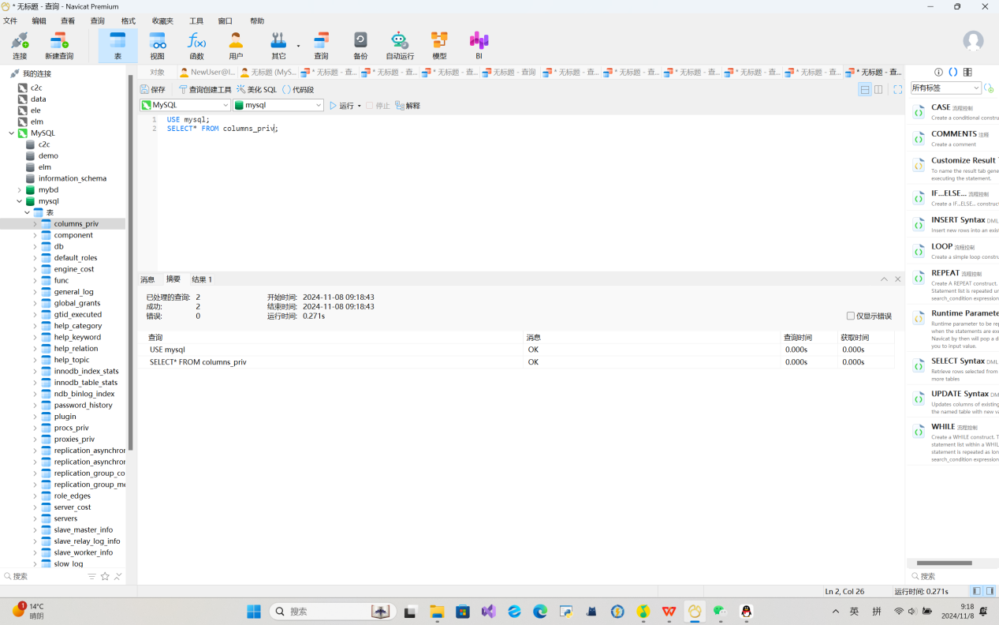 * 无标题 - 查询 - Navicat Premium
文件 编辑 查看 查询 格式 收藏夹 工具 窗口 帮助
连接 新建查询 表 视图 函数 用户 其它 查询 备份 自动运行 模型 BI
我的连接
c2c
data
ele
elm
MySQL
c2c
demo
elm
information_schema
mybd
mysql
表
columns_priv
component
db
default_roles
engine_cost
func
general_log
global_grants
gtid_executed
help_category
help_keyword
help_relation
help_topic
innodb_index_stats
innodb_table_stats
ndb_binlog_index
password_history
plugin
procs_priv
proxies_priv
replication_asynchror
replication_asynchror
replication_group_co
replication_group_me
role_edges
server_cost
servers
slave_master_info
slave_relay_log_info
slave_worker_info
slow_log
搜索
对象 NewUser@l... 无标题 (MyS... * 无标题 - 查... * 无标题 - 查... * 无标题 - 查... 无标题 - 查询 * 无标题 - 查... * 无标题 - 查... * 无标题 - 查... * 无标题 - 查... * 无标题 - 查... * 无标题 - 查...
保存 查询创建工具 美化 SQL () 代码段
MySQL mysql 运行 停止 解释
1 USE mysql;
2 SELECT* FROM columns_priv;
消息 摘要 结果 1
已处理的查询: 2 开始时间: 2024-11-08 09:18:43
成功: 2 结束时间: 2024-11-08 09:18:43
错误: 0 运行时间: 0.271s
仅显示错误
查询 消息 查询时间 获取时间
USE mysql OK 0.000s 0.000s
SELECT* FROM columns_priv OK 0.000s 0.000s
所有标签
CASE 流程控制
Create a conditional constru
COMMENTS 注释
Create a comment
Customize Result T
To name the result tab gene
executing the statement.
IF...ELSE... 流程控制
Create a IF...ELSE... construct
INSERT Syntax DML
Insert new rows into an exis
LOOP 流程控制
Create a simple loop constru
REPEAT 流程控制
Create A REPEAT construct.
Statement list is repeated un
search_condition expression
Runtime Paramete
Runtime parameter to be rep
when the statements are exe
Navicat by then will pop a d
you to input value.
SELECT Syntax DML
Retrieve rows selected from
more tables
UPDATE Syntax DM
Updates columns of existing
the named table with new va
WHILE 流程控制
Create a WHILE construct. T
statement list within a WHIL
statement is repeated as lon
search_condition expression
搜索
Ln 2, Col 26 运行时间: 0.271s
1 14°C
晴朗
搜索
英 拼
9:18
2024/11/8